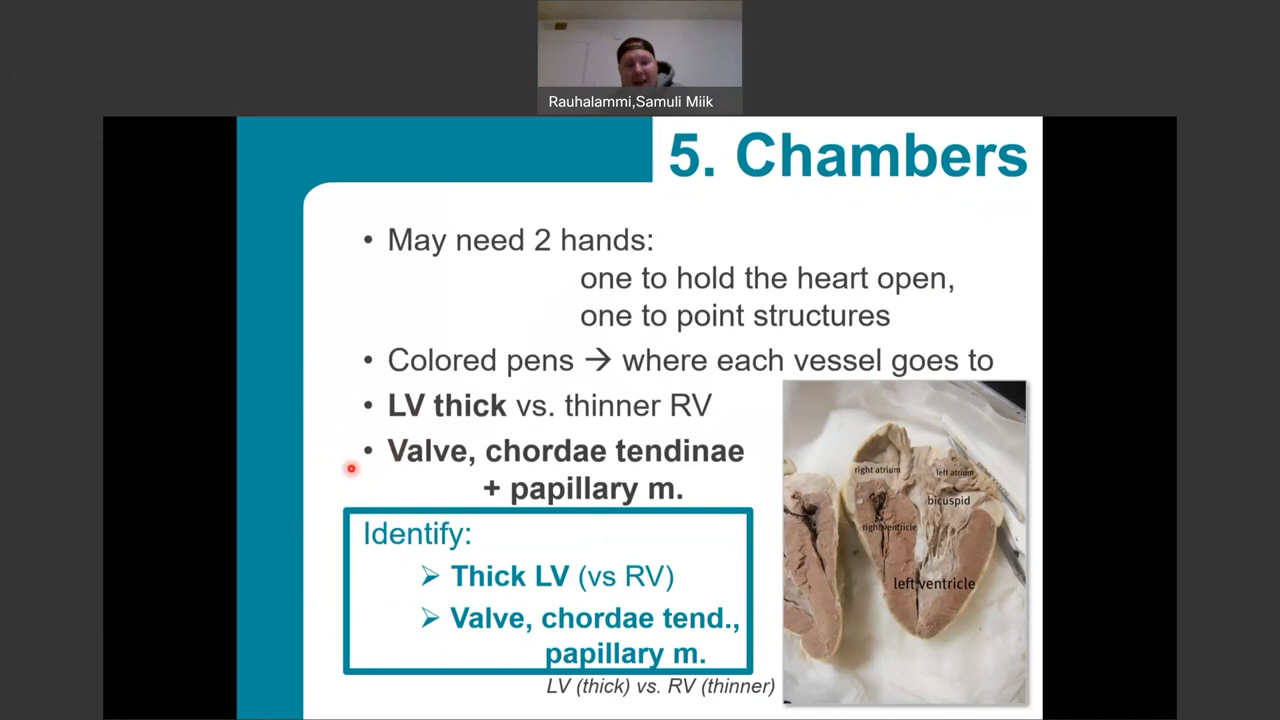 Rauhalammi,Samuli Miik
5. Chambers
• May need 2 hands:
one to hold the heart open,
one to point structures
• Colored pens → where each vessel goes to
• LV thick vs. thinner RV
• Valve, chordae tendinae
+ papillary m.
Identify:
➢ Thick LV (vs RV)
➢ Valve, chordae tend.,
papillary m.
LV (thick) vs. RV (thinner)
right atrium
left atrium
bicuspid
right ventricle
left ventricle